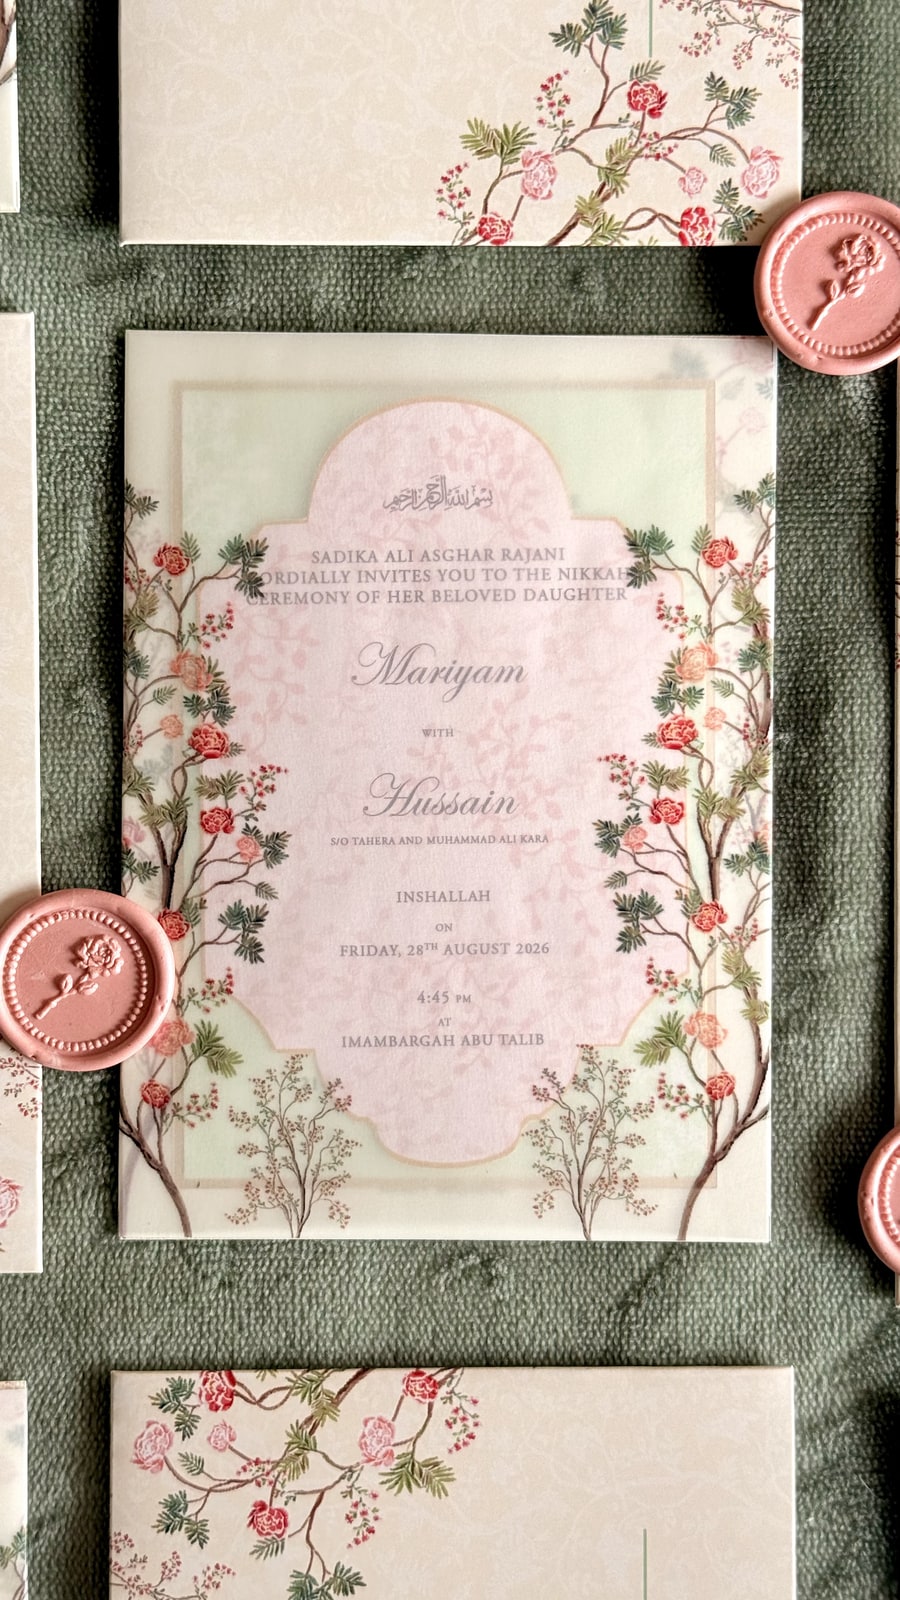 بسم الله الرحمن الرحيم
SADIKA ALI ASGHAR RAJANI
CORDIALLY INVITES YOU TO THE NIKKAH
CEREMONY OF HER BELOVED DAUGHTER
Mariyam
WITH
Hussain
S/O TAHERA AND MUHAMMAD ALI KARA
INSHALLAH
ON
FRIDAY, 28TH AUGUST 2026
4:45 PM
AT
IMAMBARGAH ABU TALIB